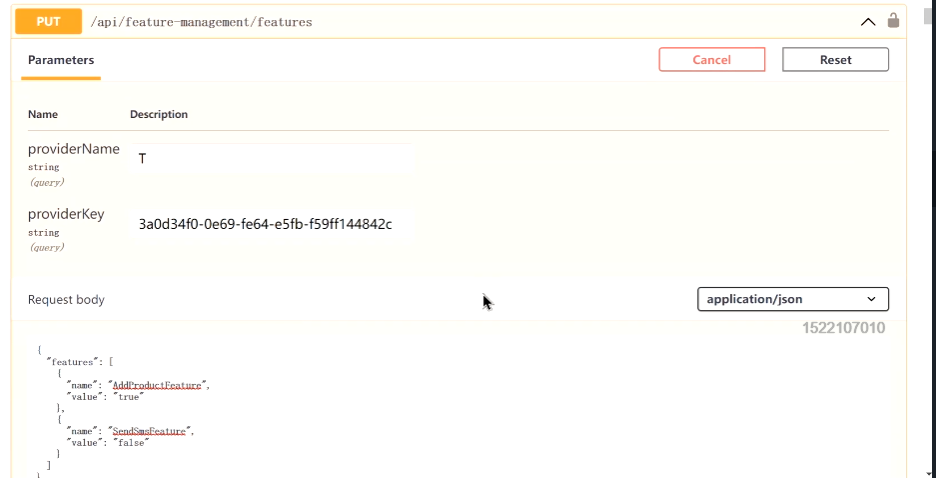 PUT /api/feature-management/features
Parameters
Cancel
Reset
Name Description
providerName
string
(query)
T
providerKey
string
(query)
3a0d34f0-0e69-fe64-e5fb-f59ff144842c
Request body
application/json
1522107010
{
"features": [
{
"name": "AddProductFeature",
"value": "true"
},
{
"name": "SendSmsFeature",
"value": "false"
}
]
}